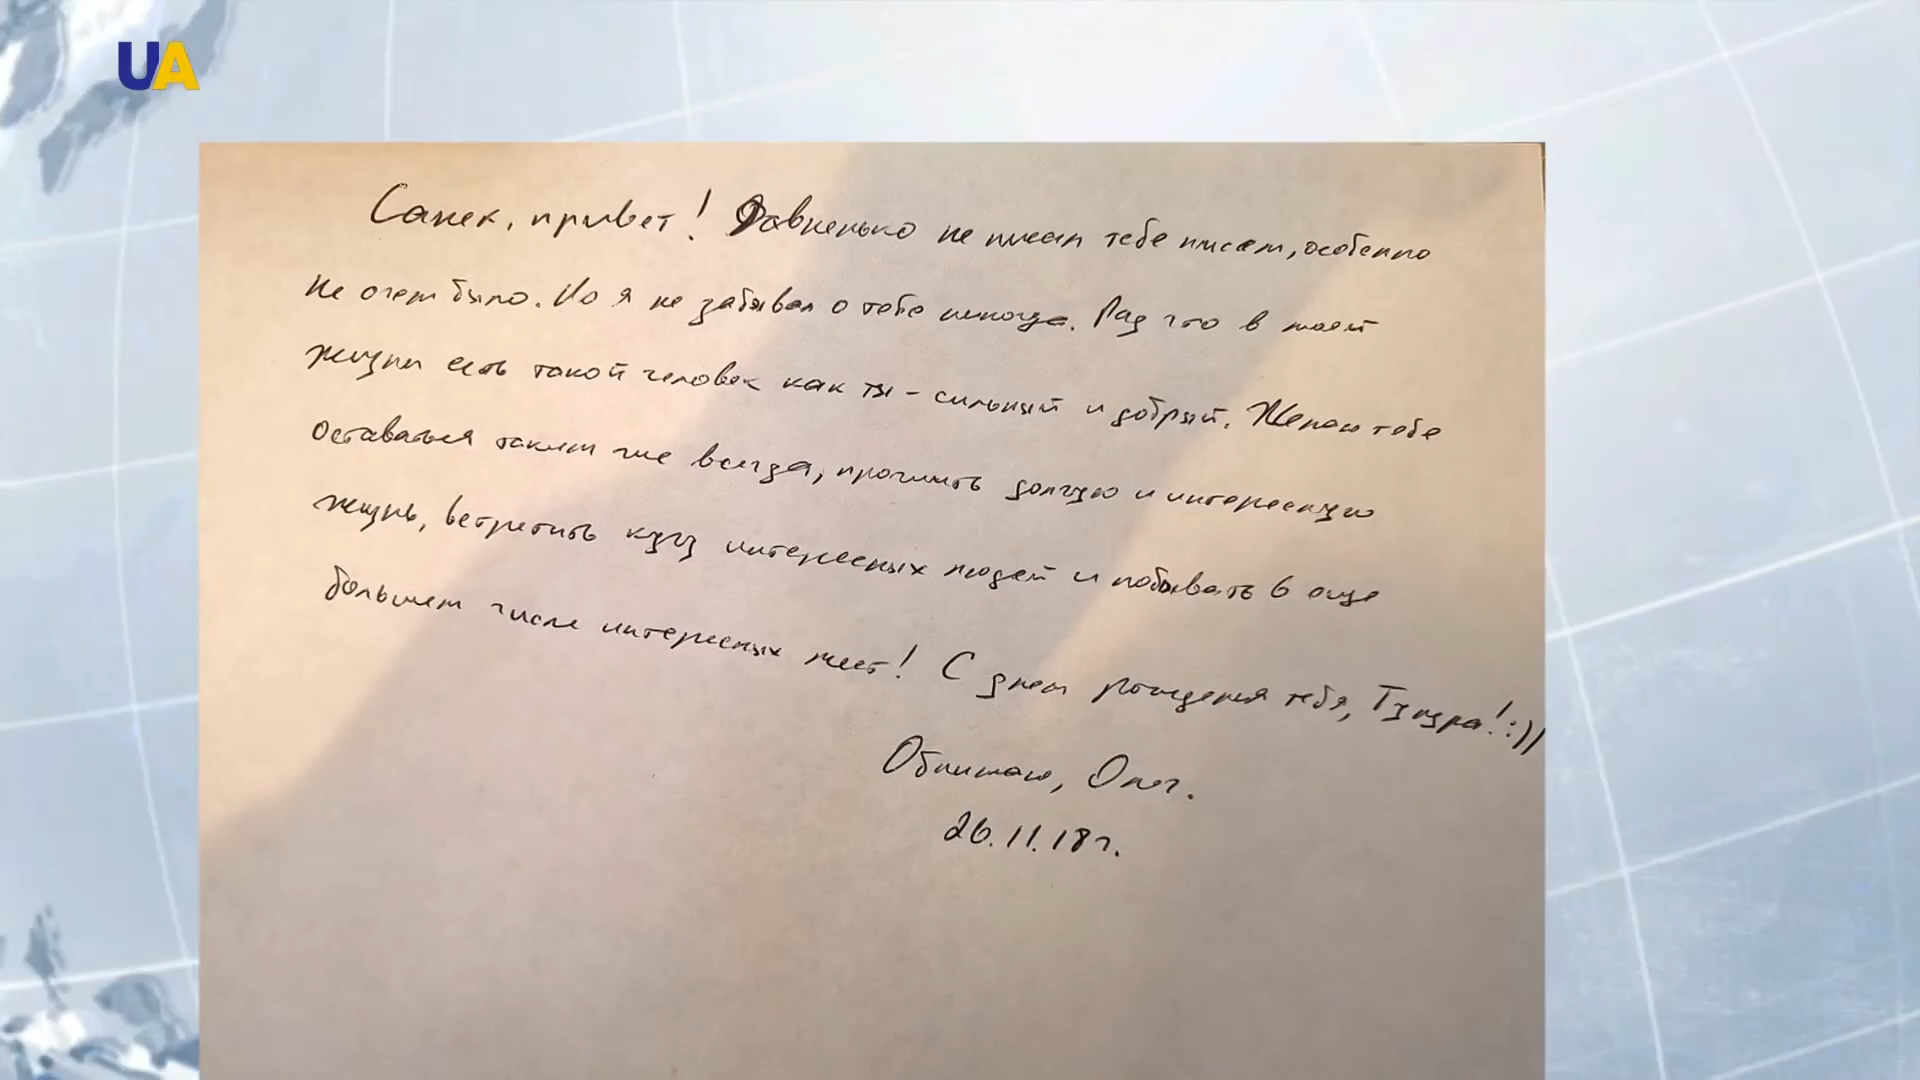 UA
Санек, привет! Давненько не писал тебе писем, особенно
не о чем было. Но я не забывал о тебе никогда. Рад что в моей
жизни есть такой человек как ты - сильный и добрый. Желаю тебе
оставаться таким же всегда, прожить долгую и интересную
жизнь, встретить кучу интересных людей и побывать в еще
большем числе интересных мест! С днем рождения тебя, !:))
Обнимаю, Олег.
26.11.18г.